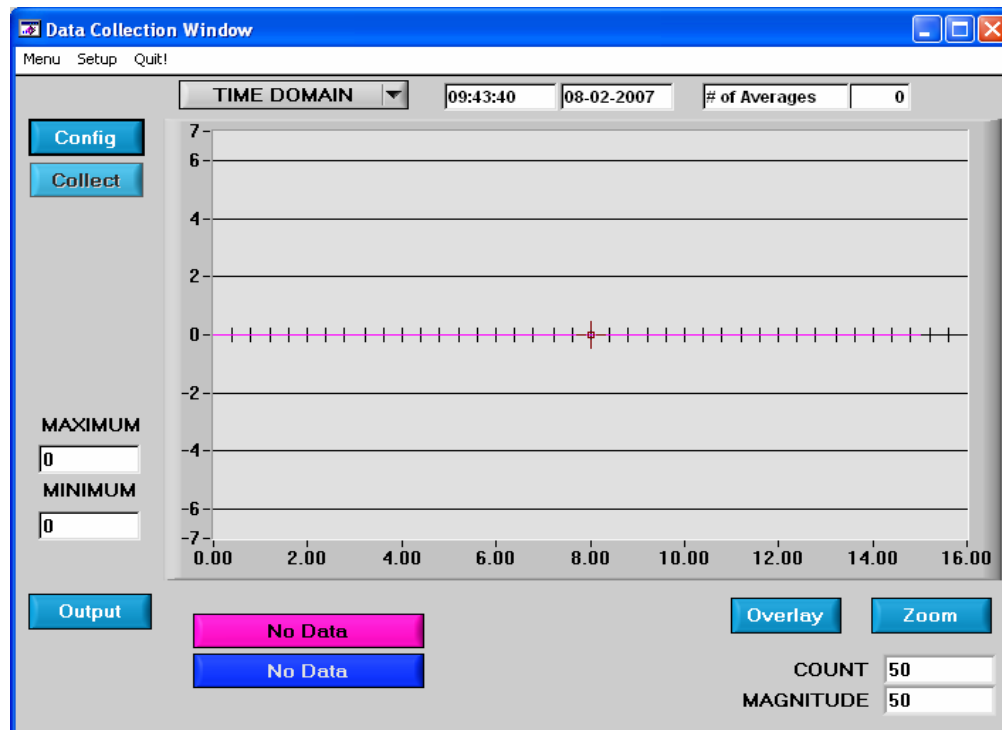 Data Collection Window
Menu Setup Quit!
TIME DOMAIN 09:43:40 08-02-2007 # of Averages 0
Config
Collect
7
6
4
2
0
-2
-4
-6
-7
0.00 2.00 4.00 6.00 8.00 10.00 12.00 14.00 16.00
MAXIMUM
0
MINIMUM
0
Output
No Data
No Data
Overlay Zoom
COUNT 50
MAGNITUDE 50